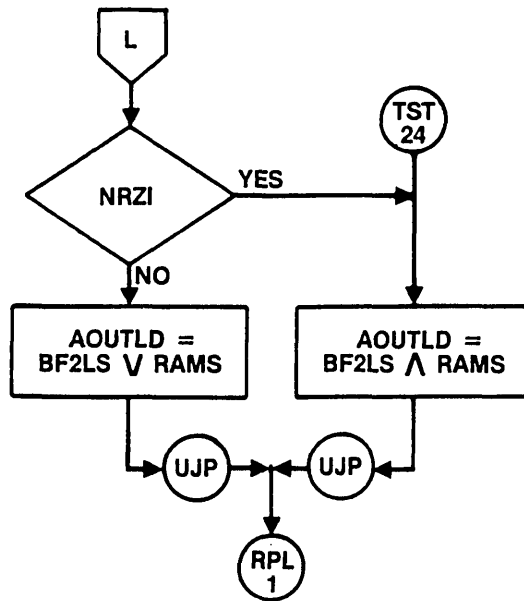 L
TST
24
NRZI
YES
NO
AOUTLD =
BF2LS V RAMS
AOUTLD =
BF2LS Λ RAMS
UJP
UJP
RPL
1